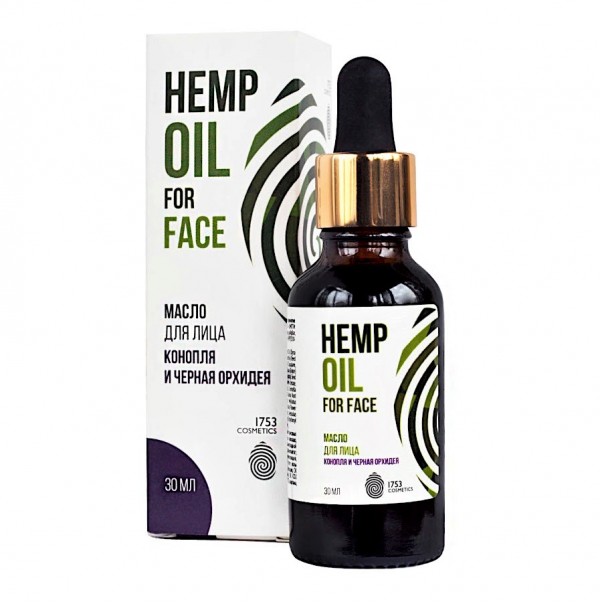 HEMP
OIL
FOR
FACE
МАСЛО
ДЛЯ ЛИЦА
КОНОПЛЯ
И ЧЕРНАЯ ОРХИДЕЯ
1753
COSMETICS
30 МЛ
HEMP
OIL
FOR FACE
МАСЛО
ДЛЯ ЛИЦА
КОНОПЛЯ И ЧЕРНАЯ ОРХИДЕЯ
30 МЛ
1753
COSMETICS